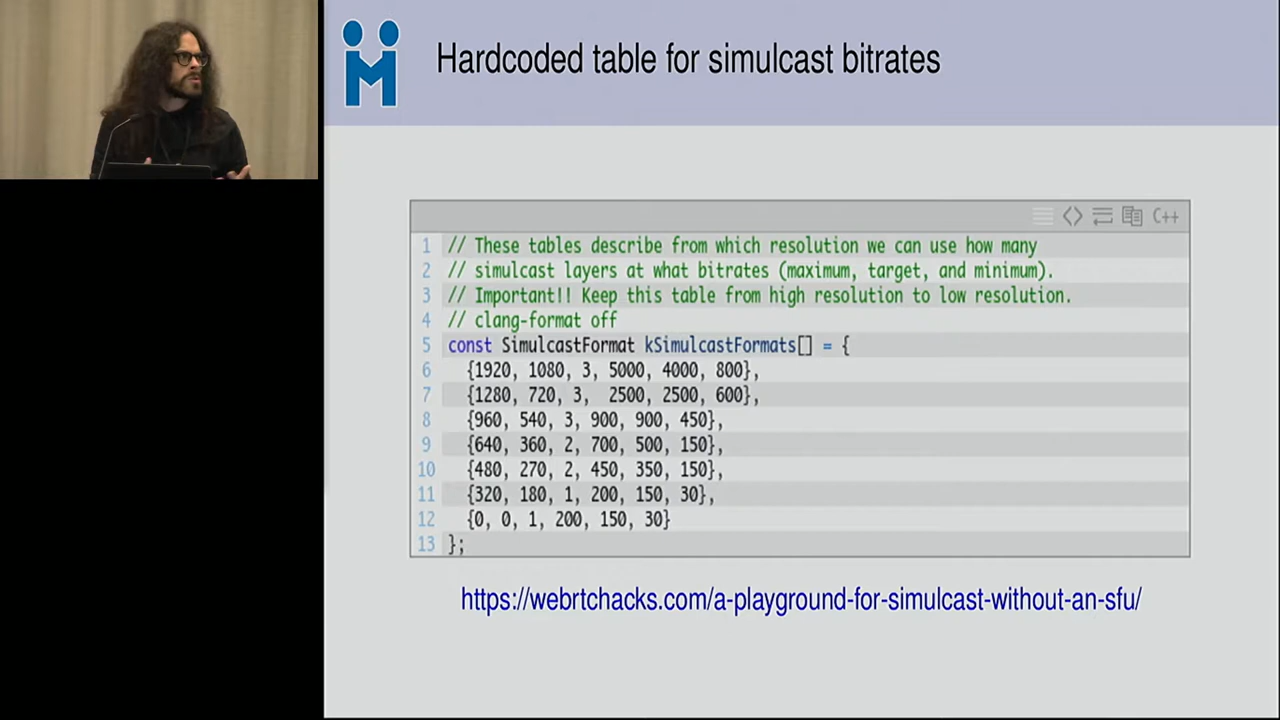 Hardcoded table for simulcast bitrates
C++
1 // These tables describe from which resolution we can use how many
2 // simulcast layers at what bitrates (maximum, target, and minimum).
3 // Important!! Keep this table from high resolution to low resolution.
4 // clang-format off
5 const SimulcastFormat kSimulcastFormats[] = {
6 {1920, 1080, 3, 5000, 4000, 800},
7 {1280, 720, 3, 2500, 2500, 600},
8 {960, 540, 3, 900, 900, 450},
9 {640, 360, 2, 700, 500, 150},
10 {480, 270, 2, 450, 350, 150},
11 {320, 180, 1, 200, 150, 30},
12 {0, 0, 1, 200, 150, 30}
13 };
https://webrtchacks.com/a-playground-for-simulcast-without-an-sfu/